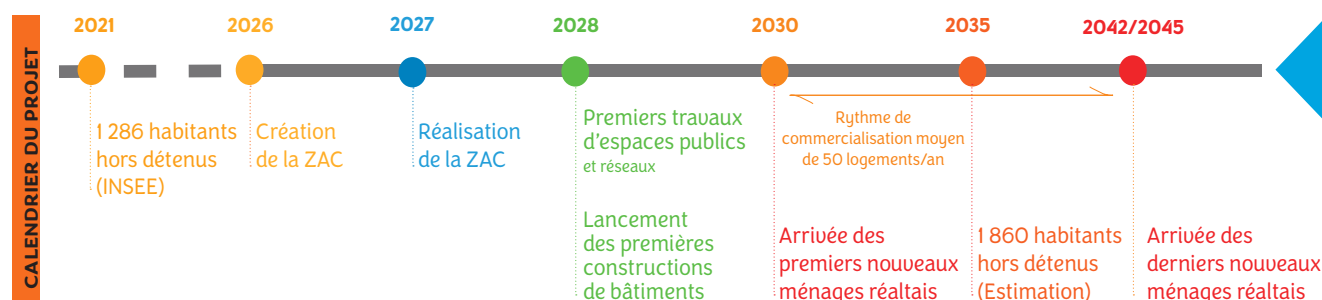 CALENDRIER DU PROJET
2021
1 286 habitants
hors détenus
(INSEE)
2026
Création
de la ZAC
2027
Réalisation
de la ZAC
2028
Premiers travaux
d'espaces publics
et réseaux
Lancement
des premières
constructions
de bâtiments
2030
Rythme de
commercialisation moyen
de 50 logements/an
Arrivée des
premiers nouveaux
ménages réaltais
2035
1 860 habitants
hors détenus
(Estimation)
2042/2045
Arrivée des
derniers nouveaux
ménages réaltais